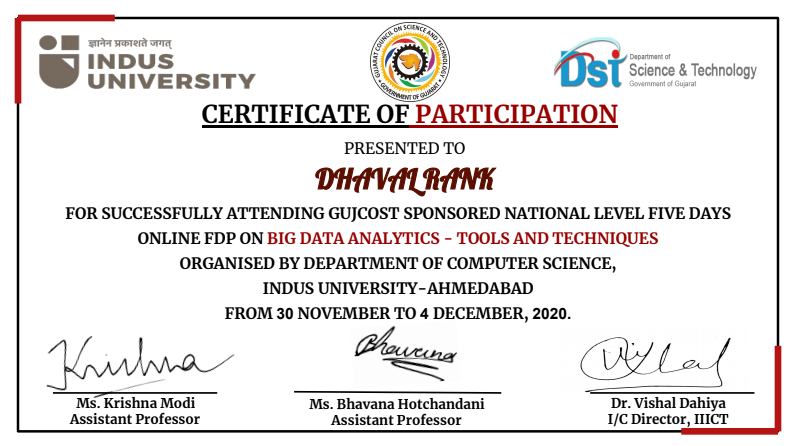 ज्ञानेन प्रकाशते जगत्
INDUS
UNIVERSITY
GUJARAT COUNCIL ON SCIENCE AND TECHNOLOGY
GOVERNMENT OF GUJARAT
Dst
Department of
Science & Technology
Government of Gujarat
CERTIFICATE OF PARTICIPATION
PRESENTED TO
DHAVAL RANK
FOR SUCCESSFULLY ATTENDING GUJCOST SPONSORED NATIONAL LEVEL FIVE DAYS
ONLINE FDP ON BIG DATA ANALYTICS - TOOLS AND TECHNIQUES
ORGANISED BY DEPARTMENT OF COMPUTER SCIENCE,
INDUS UNIVERSITY-AHMEDABAD
FROM 30 NOVEMBER TO 4 DECEMBER, 2020.
Krishna
Bhavana
Vishal
Ms. Krishna Modi
Assistant Professor
Ms. Bhavana Hotchandani
Assistant Professor
Dr. Vishal Dahiya
I/C Director, IIICT